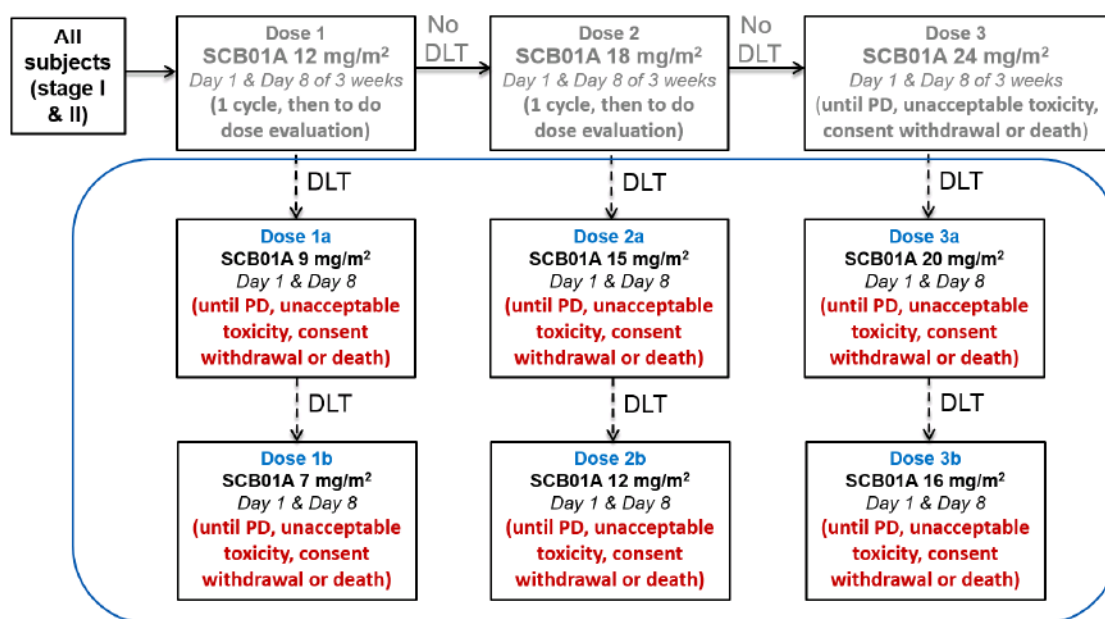 All
subjects
(stage I
& II)
Dose 1
SCB01A 12 mg/m²
Day 1 & Day 8 of 3 weeks
(1 cycle, then to do
dose evaluation)
No
DLT
Dose 2
SCB01A 18 mg/m²
Day 1 & Day 8 of 3 weeks
(1 cycle, then to do
dose evaluation)
No
DLT
Dose 3
SCB01A 24 mg/m²
Day 1 & Day 8 of 3 weeks
(until PD, unacceptable toxicity,
consent withdrawal or death)
DLT
DLT
DLT
Dose 1a
SCB01A 9 mg/m²
Day 1 & Day 8
(until PD, unacceptable
toxicity, consent
withdrawal or death)
Dose 2a
SCB01A 15 mg/m²
Day 1 & Day 8
(until PD, unacceptable
toxicity, consent
withdrawal or death)
Dose 3a
SCB01A 20 mg/m²
Day 1 & Day 8
(until PD, unacceptable
toxicity, consent
withdrawal or death)
DLT
DLT
DLT
Dose 1b
SCB01A 7 mg/m²
Day 1 & Day 8
(until PD, unacceptable
toxicity, consent
withdrawal or death)
Dose 2b
SCB01A 12 mg/m²
Day 1 & Day 8
(until PD, unacceptable
toxicity, consent
withdrawal or death)
Dose 3b
SCB01A 16 mg/m²
Day 1 & Day 8
(until PD, unacceptable
toxicity, consent
withdrawal or death)